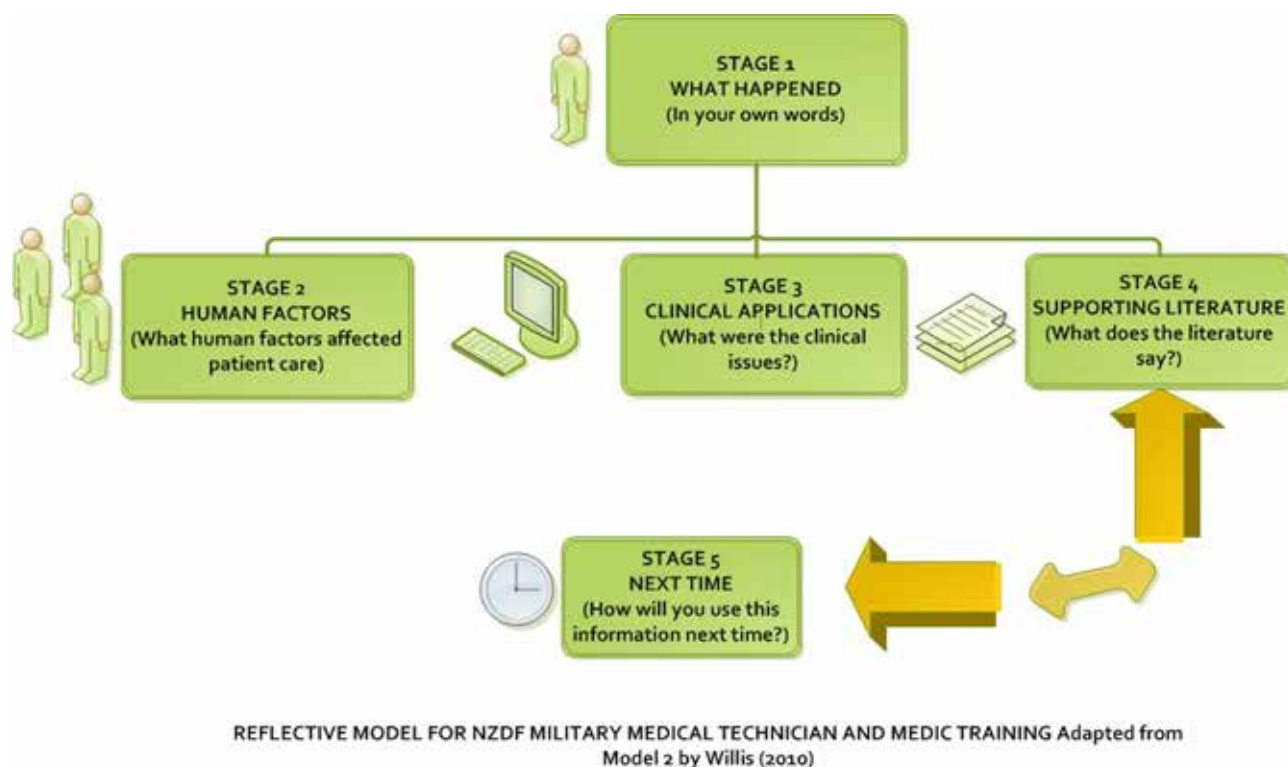 STAGE 1
WHAT HAPPENED
(In your own words)
STAGE 2
HUMAN FACTORS
(What human factors affected
patient care)
STAGE 3
CLINICAL APPLICATIONS
(What were the clinical
issues?)
STAGE 4
SUPPORTING LITERATURE
(What does the literature
say?)
STAGE 5
NEXT TIME
(How will you use this
information next time?)
REFLECTIVE MODEL FOR NZDF MILITARY MEDICAL TECHNICIAN AND MEDIC TRAINING Adapted from
Model 2 by Willis (2010)